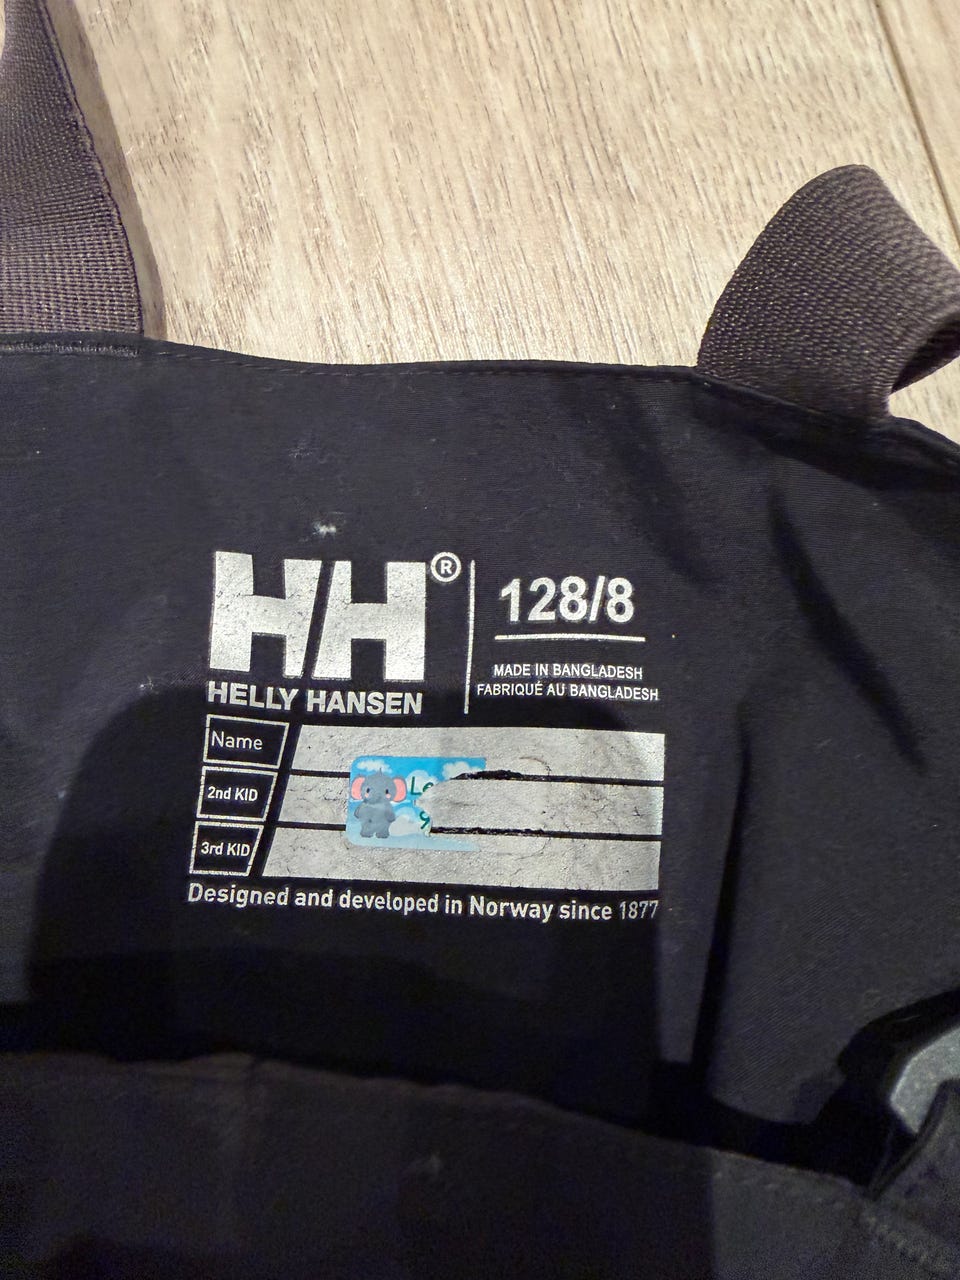 HH®
HELLY HANSEN
128/8
MADE IN BANGLADESH
FABRIQUÉ AU BANGLADESH
Name
2nd KID
3rd KID
Designed and developed in Norway since 1877